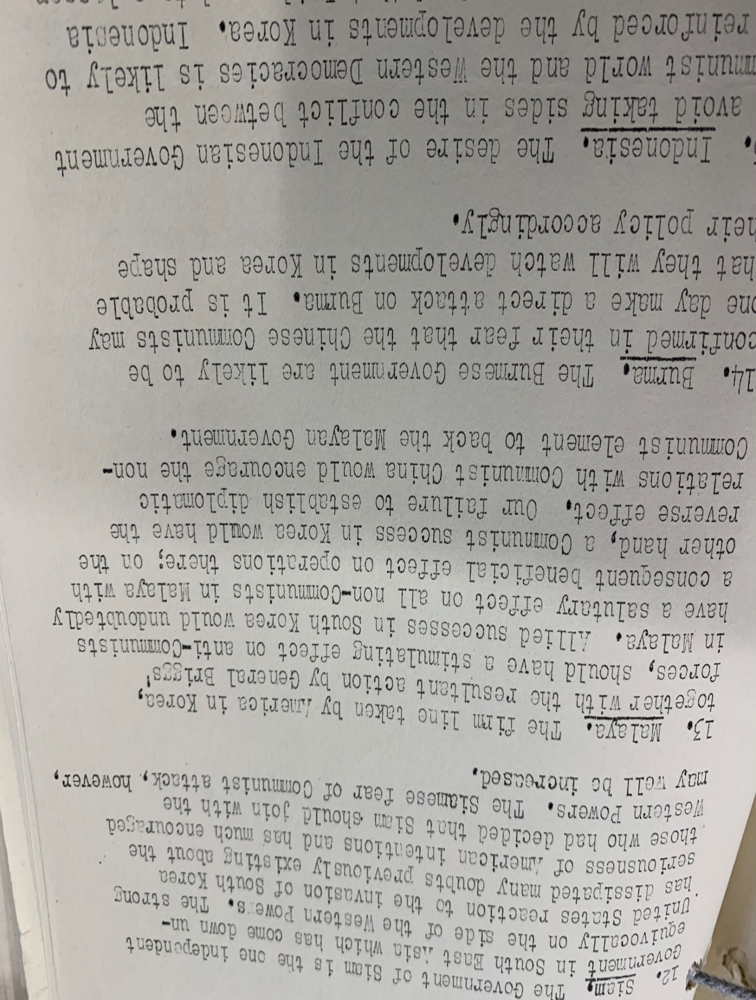 12. Siam. The Government of Siam is the one independent
Government in South East Asia which has come down un-
equivocally on the side of the Western Powers. The strong
United States reaction to the invasion of South Korea
has dissipated many doubts previously existing about the
seriousness of American intentions and has much encouraged
those who had decided that Siam should join with the
Western Powers. The Siamese fear of Communist attack, however,
may well be increased.
13. Malaya. The firm line taken by America in Korea,
together with the resultant action by General Briggs'
forces, should have a stimulating effect on anti-Communists
in Malaya. Allied successes in South Korea would undoubtedly
have a salutary effect on all non-Communists in Malaya with
a consequent beneficial effect on operations there; on the
other hand, a Communist success in Korea would have the
reverse effect. Our failure to establish diplomatic
relations with Communist China would encourage the non-
Communist element to back the Malayan Government.
14. Burma. The Burmese Government are likely to be
confirmed in their fear that the Chinese Communists may
one day make a direct attack on Burma. It is probable
hat they will watch developments in Korea and shape
heir policy accordingly.
. Indonesia. The desire of the Indonesian Government
avoid taking sides in the conflict between the
mmunist world and the Western Democracies is likely to
reinforced by the developments in Korea. Indonesia